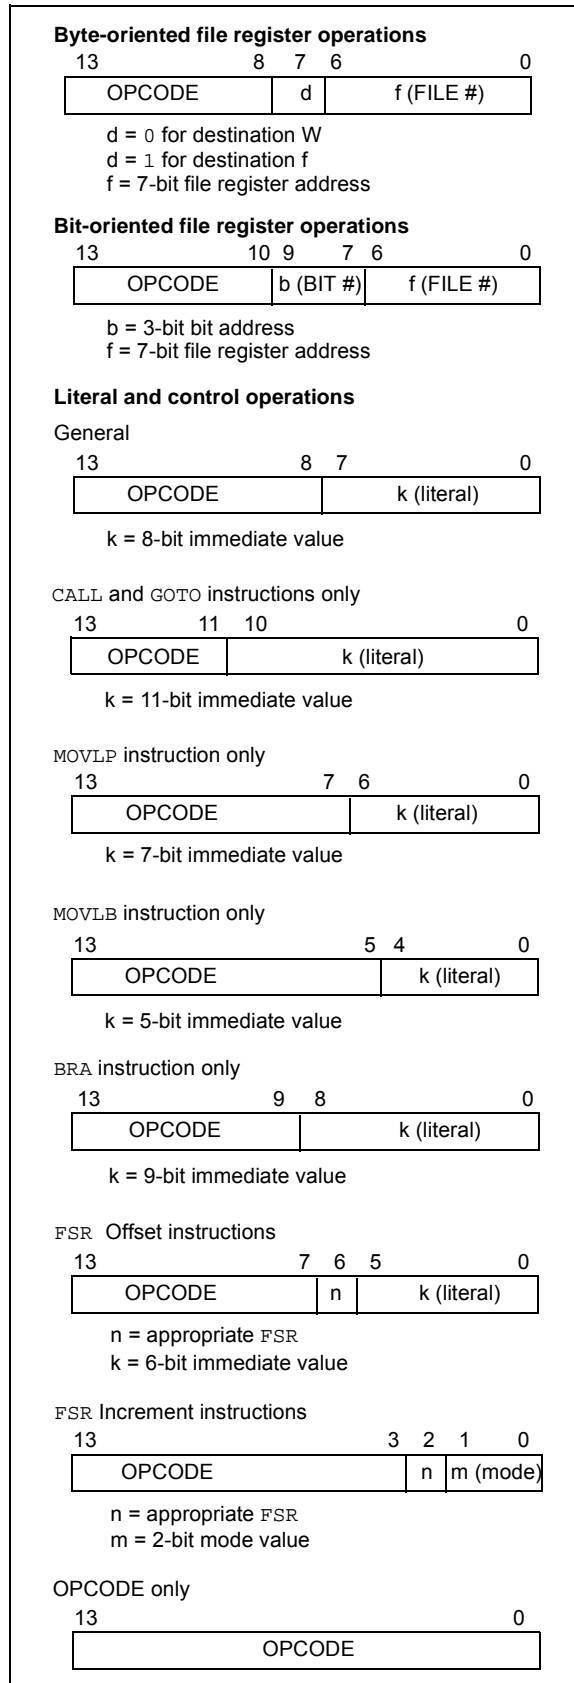 Byte-oriented file register operations
13 8 7 6 0
OPCODE d f (FILE #)
d = 0 for destination W
d = 1 for destination f
f = 7-bit file register address
Bit-oriented file register operations
13 10 9 7 6 0
OPCODE b (BIT #) f (FILE #)
b = 3-bit bit address
f = 7-bit file register address
Literal and control operations
General
13 8 7 0
OPCODE k (literal)
k = 8-bit immediate value
CALL and GOTO instructions only
13 11 10 0
OPCODE k (literal)
k = 11-bit immediate value
MOVLP instruction only
13 7 6 0
OPCODE k (literal)
k = 7-bit immediate value
MOVLB instruction only
13 5 4 0
OPCODE k (literal)
k = 5-bit immediate value
BRA instruction only
13 9 8 0
OPCODE k (literal)
k = 9-bit immediate value
FSR Offset instructions
13 7 6 5 0
OPCODE n k (literal)
n = appropriate FSR
k = 6-bit immediate value
FSR Increment instructions
13 3 2 1 0
OPCODE n m (mode)
n = appropriate FSR
m = 2-bit mode value
OPCODE only
13 0
OPCODE